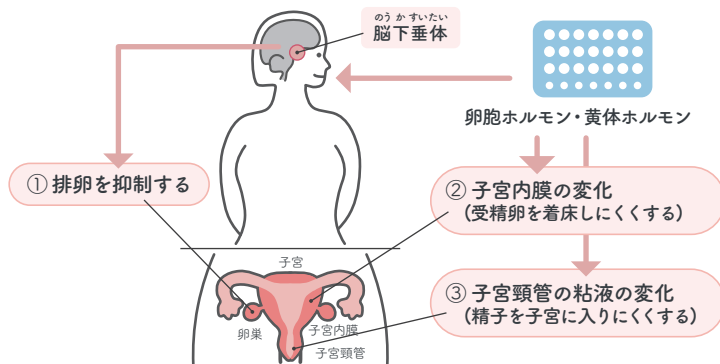 のうかすいたい
脳下垂体
卵胞ホルモン・黄体ホルモン
① 排卵を抑制する
② 子宮内膜の変化
(受精卵を着床しにくくする)
③ 子宮頸管の粘液の変化
(精子を子宮に入りにくくする)
子宮
卵巣
子宮内膜
子宮頸管